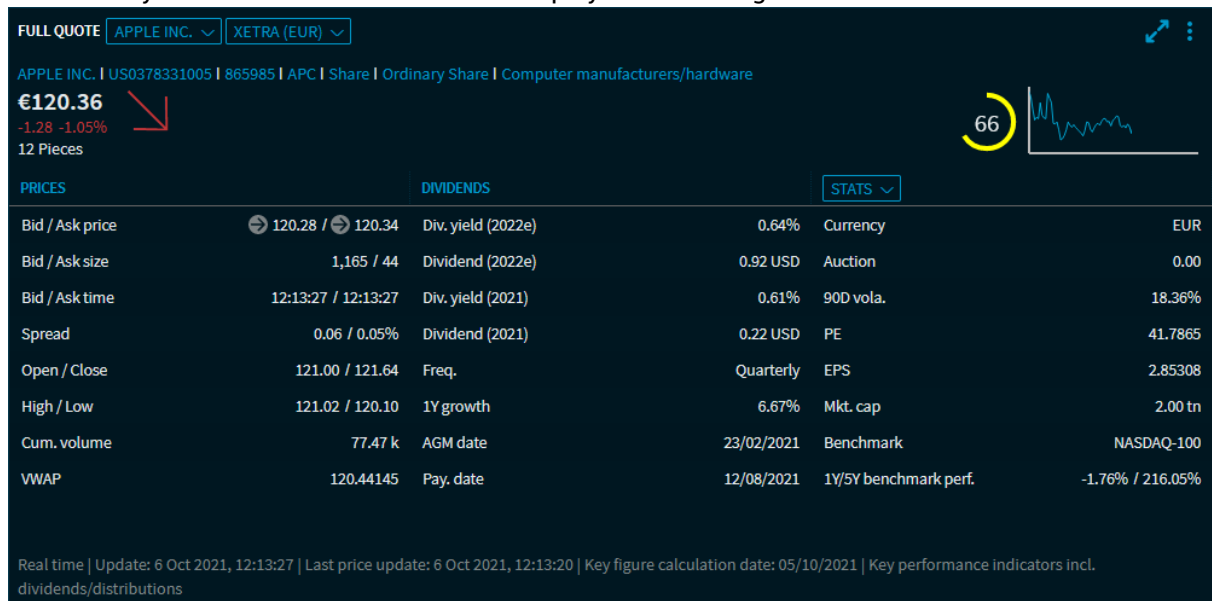 FULL QUOTE APPLE INC. XETRA (EUR)
APPLE INC. I US0378331005 I 865985 I APC I Share I Ordinary Share I Computer manufacturers/hardware
€120.36
-1.28 -1.05%
12 Pieces
66
PRICES DIVIDENDS STATS
Bid / Ask price 120.28 / 120.34 Div. yield (2022e) 0.64% Currency EUR
Bid / Ask size 1,165 / 44 Dividend (2022e) 0.92 USD Auction 0.00
Bid / Ask time 12:13:27 / 12:13:27 Div. yield (2021) 0.61% 90D vola. 18.36%
Spread 0.06 / 0.05% Dividend (2021) 0.22 USD PE 41.7865
Open / Close 121.00 / 121.64 Freq. Quarterly EPS 2.85308
High / Low 121.02 / 120.10 1Y growth 6.67% Mkt. cap 2.00 tn
Cum. volume 77.47 k AGM date 23/02/2021 Benchmark NASDAQ-100
VWAP 120.44145 Pay. date 12/08/2021 1Y/5Y benchmark perf. -1.76% / 216.05%
Real time | Update: 6 Oct 2021, 12:13:27 | Last price update: 6 Oct 2021, 12:13:20 | Key figure calculation date: 05/10/2021 | Key performance indicators incl.
dividends/distributions